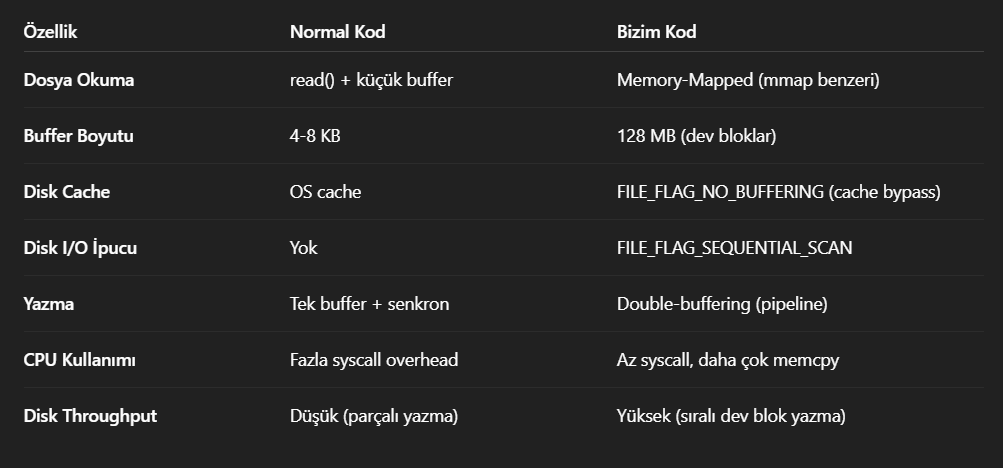 Özellik Normal Kod Bizim Kod
Dosya Okuma read() + küçük buffer Memory-Mapped (mmap benzeri)
Buffer Boyutu 4-8 KB 128 MB (dev bloklar)
Disk Cache OS cache FILE_FLAG_NO_BUFFERING (cache bypass)
Disk I/O İpucu Yok FILE_FLAG_SEQUENTIAL_SCAN
Yazma Tek buffer + senkron Double-buffering (pipeline)
CPU Kullanımı Fazla syscall overhead Az syscall, daha çok memcpy
Disk Throughput Düşük (parçalı yazma) Yüksek (sıralı dev blok yazma)